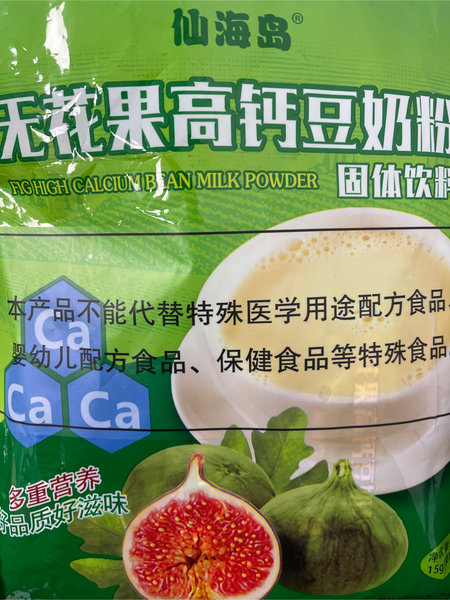 仙海岛®
无花果高钙豆奶粉
FIG HIGH CALCIUM BEAN MILK POWDER
固体饮料
本产品不能代替特殊医学用途配方食品、
婴幼儿配方食品、保健食品等特殊食品。
Ca
Ca
Ca
多重营养
品质好滋味
净含量
15g